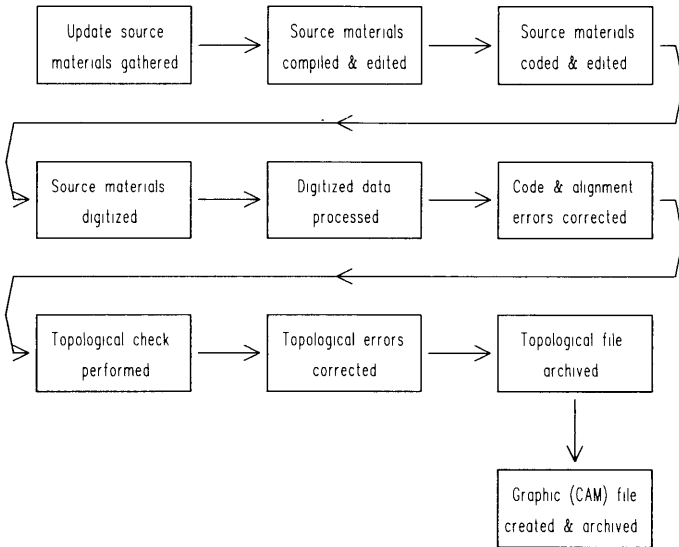 Update source
materials gathered
Source materials
compiled & edited
Source materials
coded & edited
Source materials
digitized
Digitized data
processed
Code & alignment
errors corrected
Topological check
performed
Topological errors
corrected
Topological file
archived
Graphic (CAM) file
created & archived